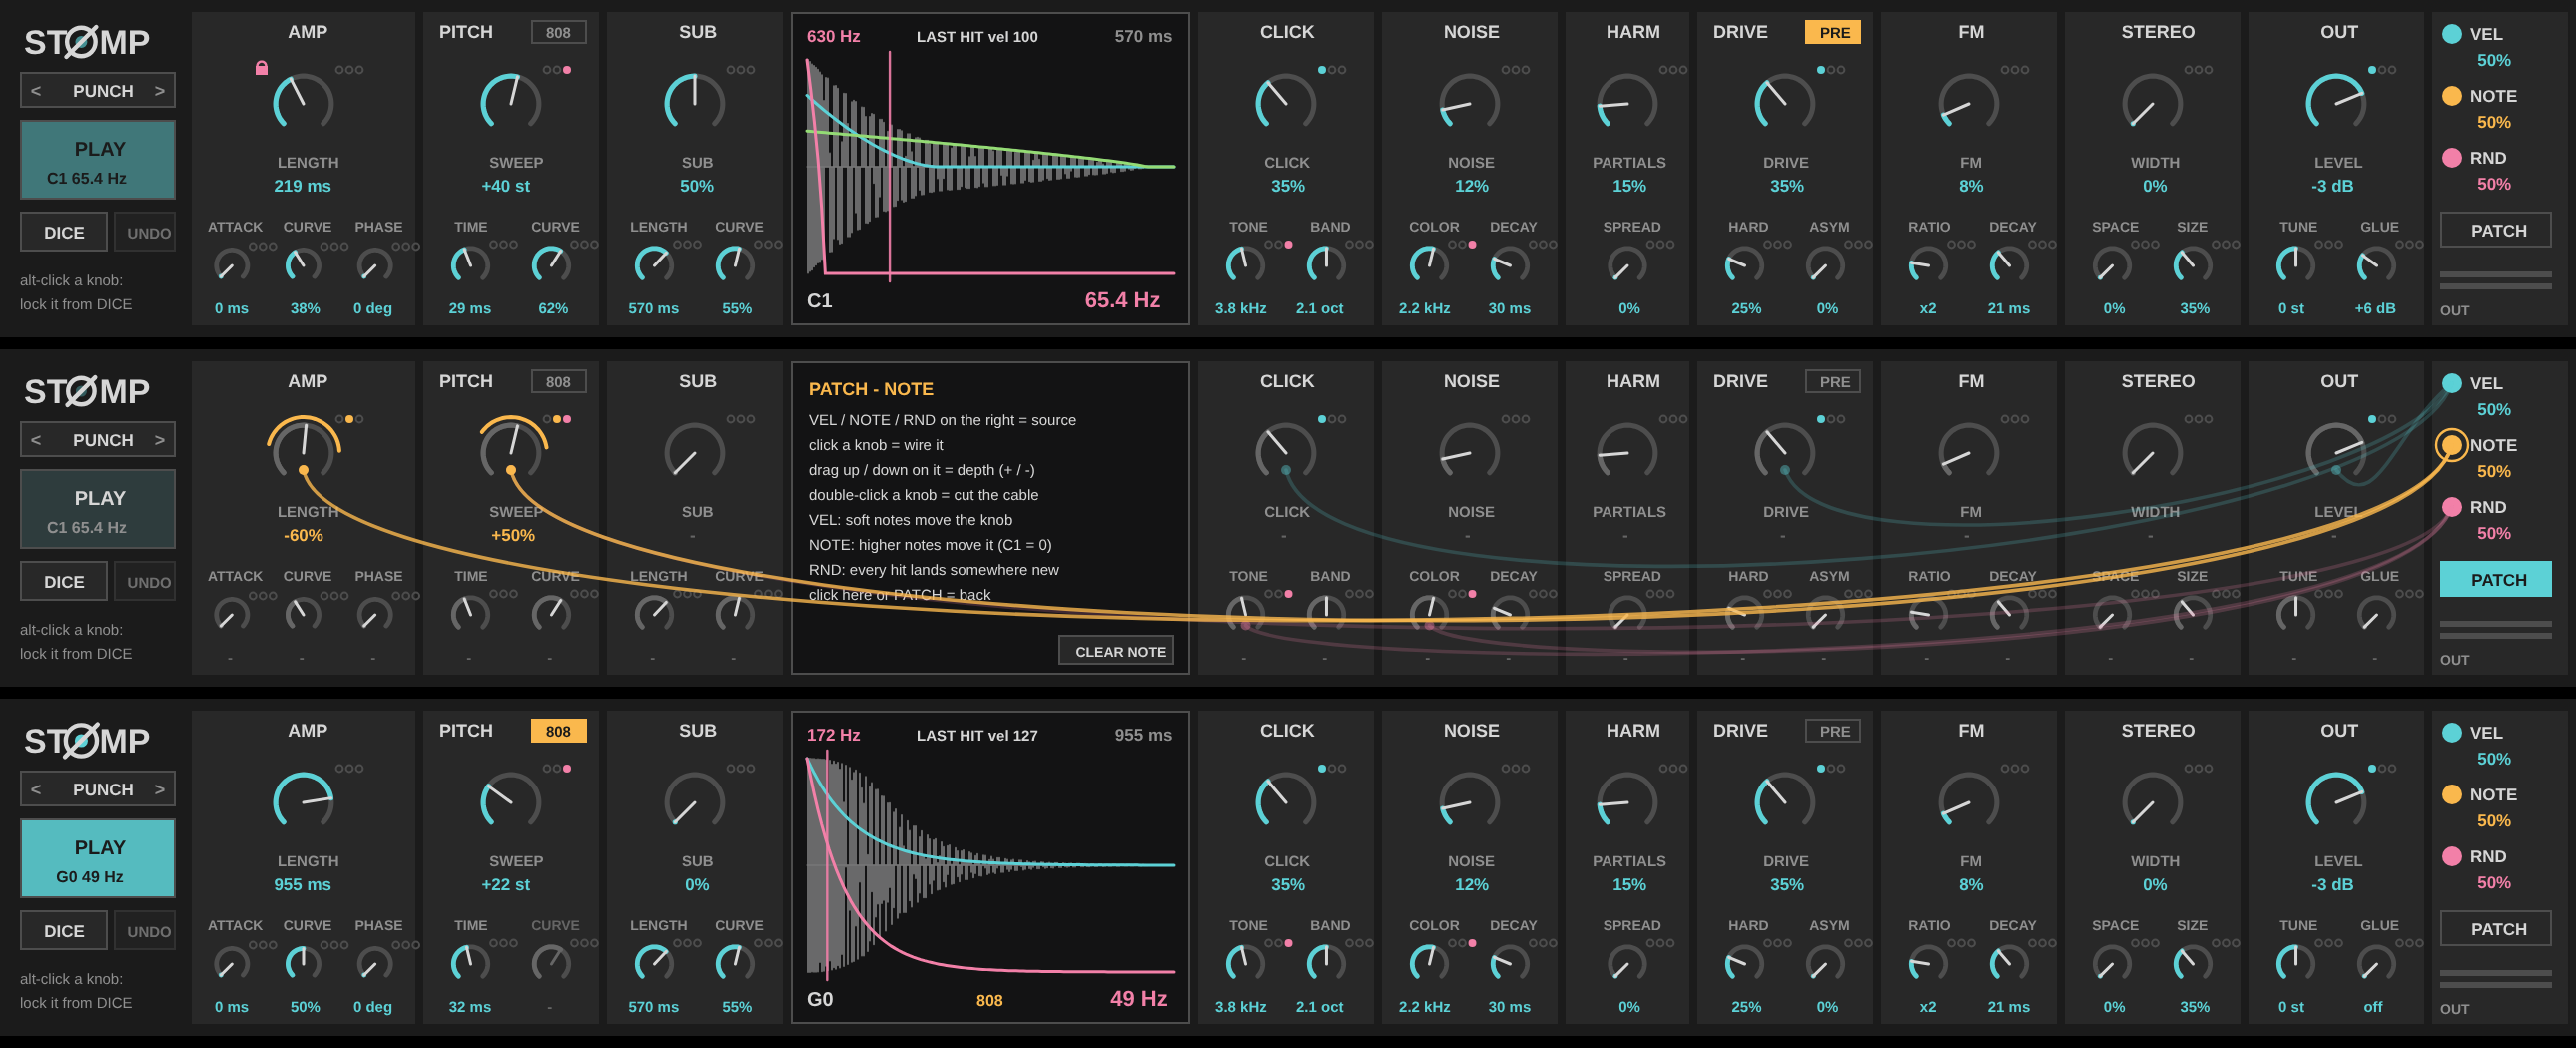 STØMP
< PUNCH >
PLAY
C1 65.4 Hz
DICE UNDO
alt-click a knob:
lock it from DICE
AMP
LENGTH
219 ms
ATTACK CURVE PHASE
0 ms 38% 0 deg
PITCH 808
SWEEP
+40 st
TIME CURVE
29 ms 62%
SUB
SUB
50%
LENGTH CURVE
570 ms 55%
630 Hz LAST HIT vel 100 570 ms
C1 65.4 Hz
CLICK
CLICK
35%
TONE BAND
3.8 kHz 2.1 oct
NOISE
NOISE
12%
COLOR DECAY
2.2 kHz 30 ms
HARM
PARTIALS
15%
SPREAD
0%
DRIVE PRE
DRIVE
35%
HARD ASYM
25% 0%
FM
FM
8%
RATIO DECAY
x2 21 ms
STEREO
WIDTH
0%
SPACE SIZE
0% 35%
OUT
LEVEL
-3 dB
TUNE GLUE
0 st +6 dB
VEL
50%
NOTE
50%
RND
50%
PATCH
OUT
STØMP
< PUNCH >
PLAY
C1 65.4 Hz
DICE UNDO
alt-click a knob:
lock it from DICE
AMP
LENGTH
-60%
ATTACK CURVE PHASE
- - -
PITCH 808
SWEEP
+50%
TIME CURVE
- -
SUB
SUB
-
LENGTH CURVE
- -
PATCH - NOTE
VEL / NOTE / RND on the right = source
click a knob = wire it
drag up / down on it = depth (+ / -)
double-click a knob = cut the cable
VEL: soft notes move the knob
NOTE: higher notes move it (C1 = 0)
RND: every hit lands somewhere new
click here or PATCH = back
CLEAR NOTE
CLICK
CLICK
-
TONE BAND
- -
NOISE
NOISE
-
COLOR DECAY
- -
HARM
PARTIALS
-
SPREAD
-
DRIVE PRE
DRIVE
-
HARD ASYM
- -
FM
FM
-
RATIO DECAY
- -
STEREO
WIDTH
-
SPACE SIZE
- -
OUT
LEVEL
-
TUNE GLUE
- -
VEL
50%
NOTE
50%
RND
50%
PATCH
OUT
STØMP
< PUNCH >
PLAY
G0 49 Hz
DICE UNDO
alt-click a knob:
lock it from DICE
AMP
LENGTH
955 ms
ATTACK CURVE PHASE
0 ms 50% 0 deg
PITCH 808
SWEEP
+22 st
TIME CURVE
32 ms -
SUB
SUB
0%
LENGTH CURVE
570 ms 55%
172 Hz LAST HIT vel 127 955 ms
G0 808 49 Hz
CLICK
CLICK
35%
TONE BAND
3.8 kHz 2.1 oct
NOISE
NOISE
12%
COLOR DECAY
2.2 kHz 30 ms
HARM
PARTIALS
15%
SPREAD
0%
DRIVE PRE
DRIVE
35%
HARD ASYM
25% 0%
FM
FM
8%
RATIO DECAY
x2 21 ms
STEREO
WIDTH
0%
SPACE SIZE
0% 35%
OUT
LEVEL
-3 dB
TUNE GLUE
0 st off
VEL
50%
NOTE
50%
RND
50%
PATCH
OUT